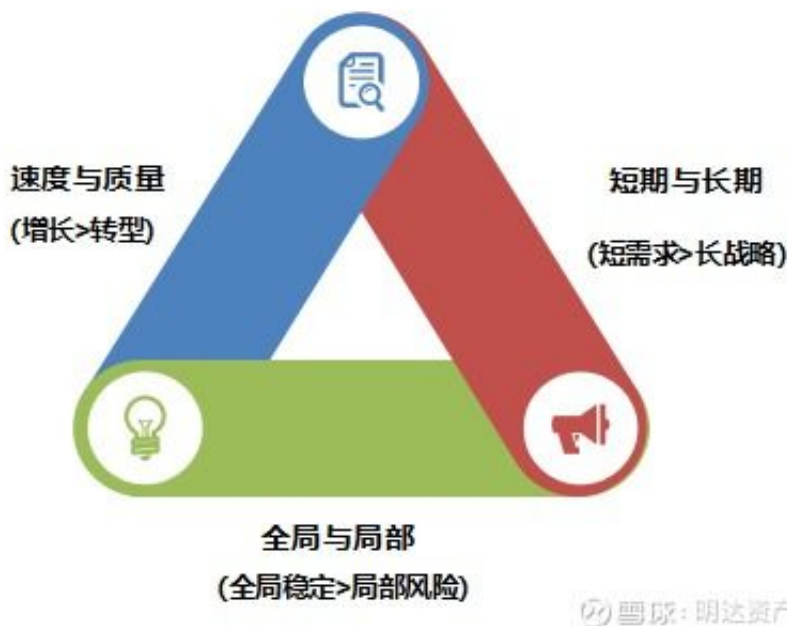 速度与质量
(增长>转型)
短期与长期
(短需求>长战略)
全局与局部
(全局稳定>局部风险)
雪球：明达资产